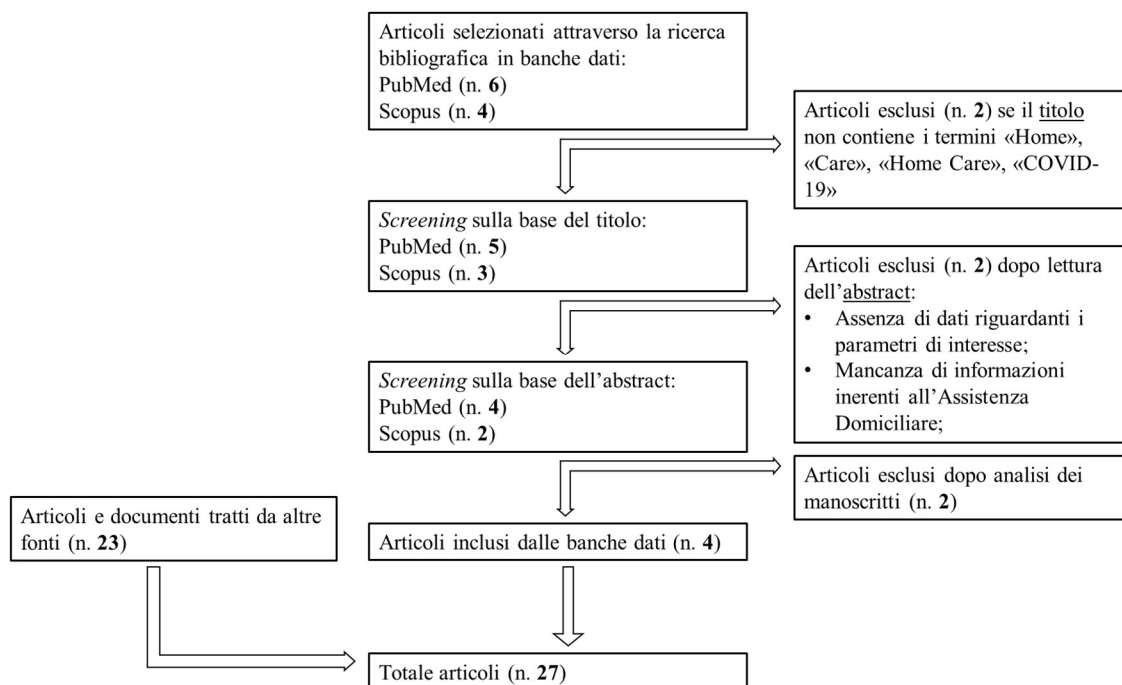 Articoli selezionati attraverso la ricerca
bibliografica in banche dati:
PubMed (n. 6)
Scopus (n. 4)
Articoli esclusi (n. 2) se il titolo
non contiene i termini «Home»,
«Care», «Home Care», «COVID-
19»
Screening sulla base del titolo:
PubMed (n. 5)
Scopus (n. 3)
Articoli esclusi (n. 2) dopo lettura
dell’abstract:
• Assenza di dati riguardanti i
parametri di interesse;
• Mancanza di informazioni
inerenti all’Assistenza
Domiciliare;
Screening sulla base dell’abstract:
PubMed (n. 4)
Scopus (n. 2)
Articoli esclusi dopo analisi dei
manoscritti (n. 2)
Articoli e documenti tratti da altre
fonti (n. 23)
Articoli inclusi dalle banche dati (n. 4)
Totale articoli (n. 27)